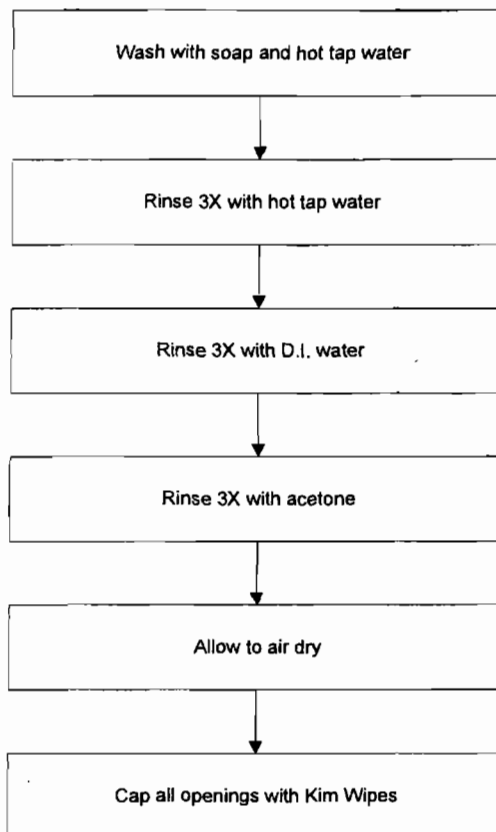 Wash with soap and hot tap water
Rinse 3X with hot tap water
Rinse 3X with D.I. water
Rinse 3X with acetone
Allow to air dry
Cap all openings with Kim Wipes